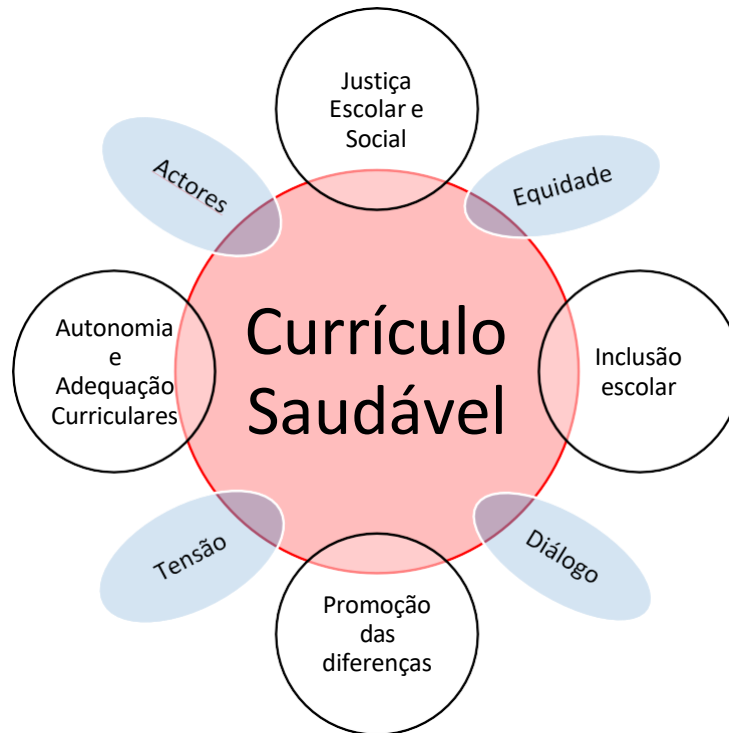 Justiça
Escolar e
Social
Actores
Equidade
Currículo
Saudável
Autonomia
e
Adequação
Curriculares
Inclusão
escolar
Tensão
Diálogo
Promoção
das
diferenças